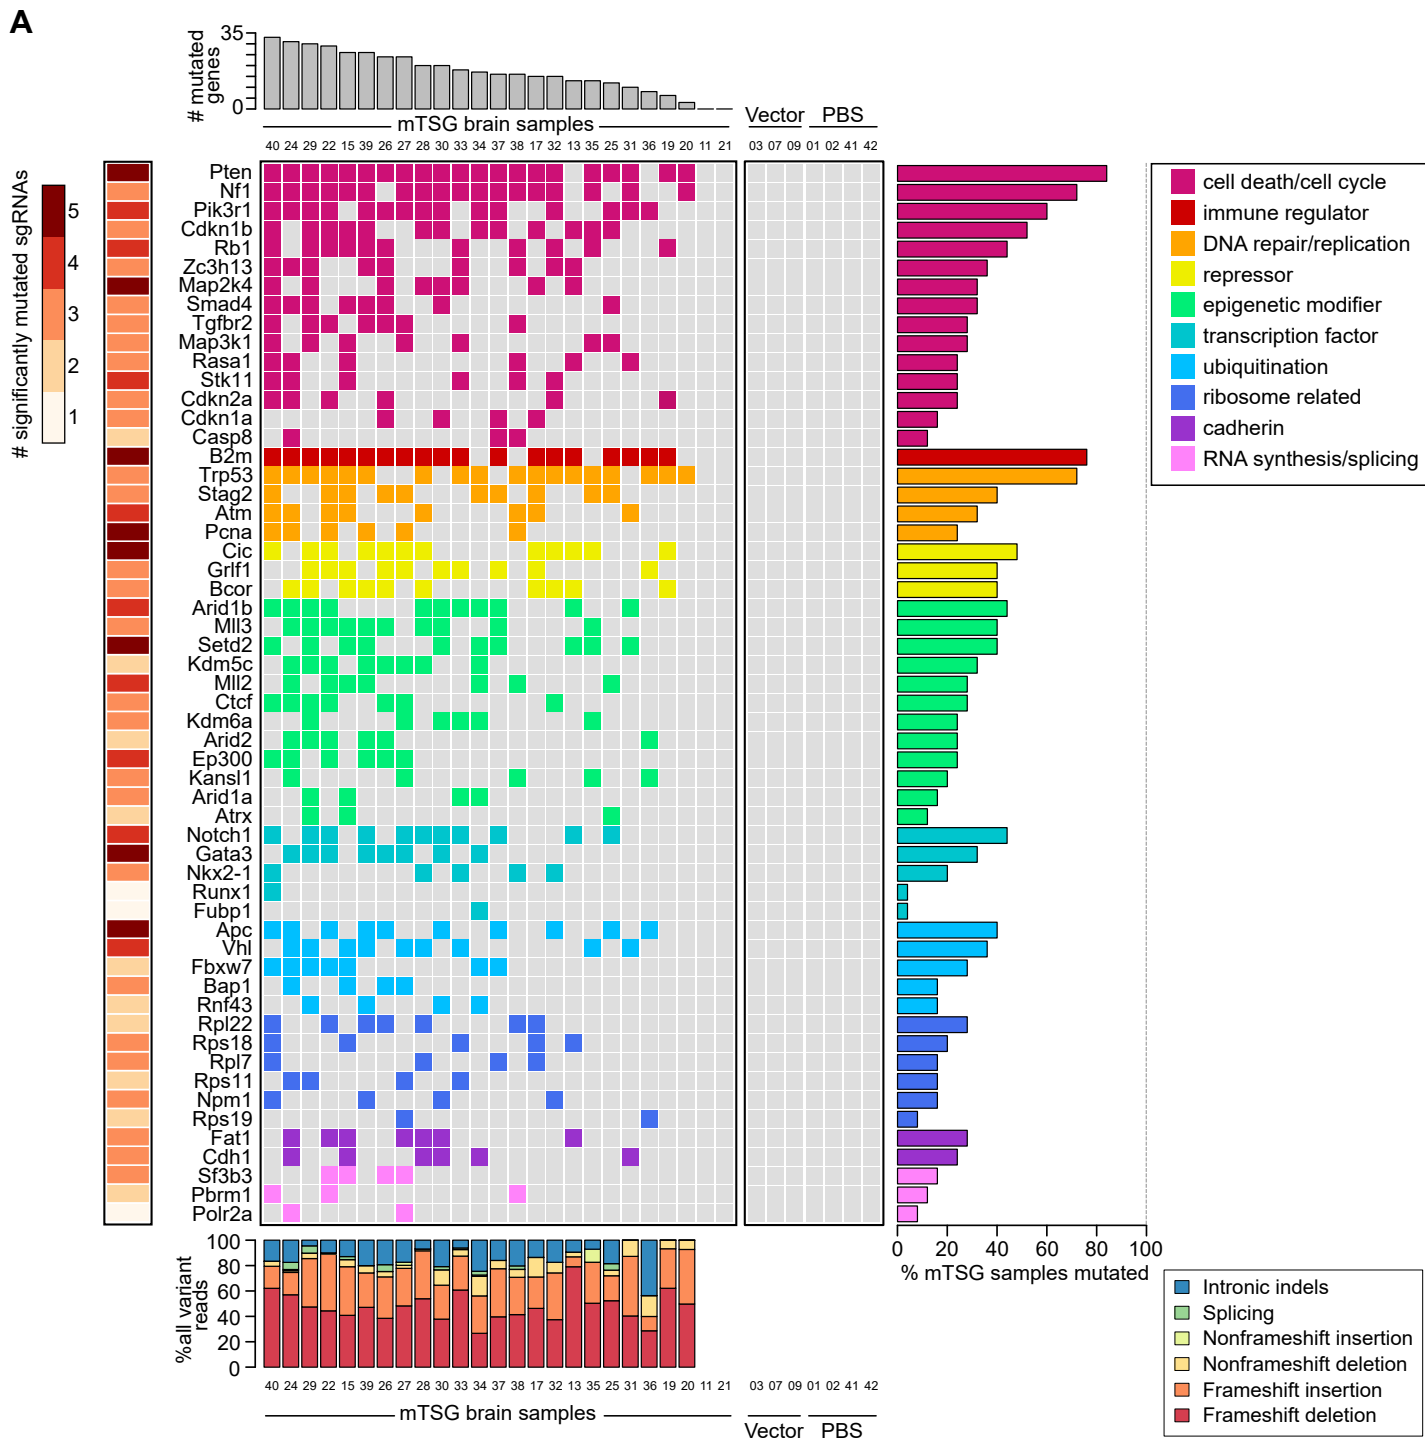 A
35
0
# mutated
genes
mTSG brain samples
Vector
PBS
40 24 29 22 15 39 26 27 28 30 33 34 37 38 17 32 13 35 25 31 36 19 20 11 21
03 07 09 01 02 41 42
# significantly mutated sgRNAs
5
4
3
2
1
Pten
Nf1
Pik3r1
Cdkn1b
Rb1
Zc3h13
Map2k4
Smad4
Tgfbr2
Map3k1
Rasa1
Stk11
Cdkn2a
Cdkn1a
Casp8
B2m
Trp53
Stag2
Atm
Pcna
Cic
Grlf1
Bcor
Arid1b
Mll3
Setd2
Kdm5c
Mll2
Ctcf
Kdm6a
Arid2
Ep300
Kansl1
Arid1a
Atrx
Notch1
Gata3
Nkx2-1
Runx1
Fubp1
Apc
Vhl
Fbxw7
Bap1
Rnf43
Rpl22
Rps18
Rpl7
Rps11
Npm1
Rps19
Fat1
Cdh1
Sf3b3
Pbrm1
Polr2a
cell death/cell cycle
immune regulator
DNA repair/replication
repressor
epigenetic modifier
transcription factor
ubiquitination
ribosome related
cadherin
RNA synthesis/splicing
0 20 40 60 80 100
% mTSG samples mutated
100
80
60
40
20
0
%all variant
reads
40 24 29 22 15 39 26 27 28 30 33 34 37 38 17 32 13 35 25 31 36 19 20 11 21
03 07 09 01 02 41 42
mTSG brain samples
Vector
PBS
Intronic indels
Splicing
Nonframeshift insertion
Nonframeshift deletion
Frameshift insertion
Frameshift deletion